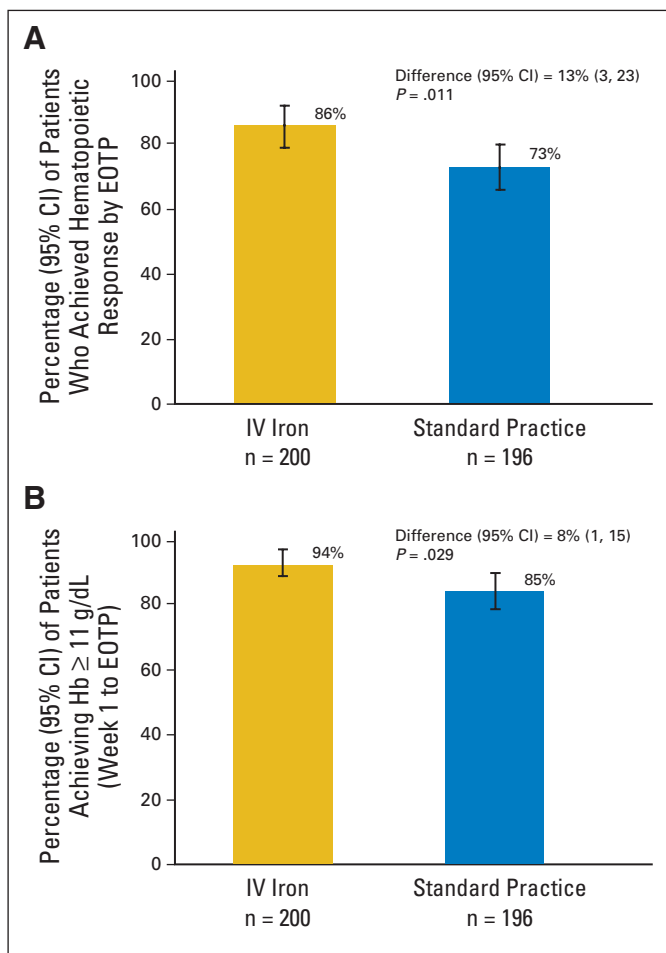 A
Percentage (95% CI) of Patients
Who Achieved Hematopoietic
Response by EOTP
100
80
60
40
20
0
86%
Difference (95% CI) = 13% (3, 23)
P = .011
73%
IV Iron
n = 200
Standard Practice
n = 196
B
Percentage (95% CI) of Patients
Achieving Hb ≥ 11 g/dL
(Week 1 to EOTP)
100
80
60
40
20
0
94%
Difference (95% CI) = 8% (1, 15)
P = .029
85%
IV Iron
n = 200
Standard Practice
n = 196